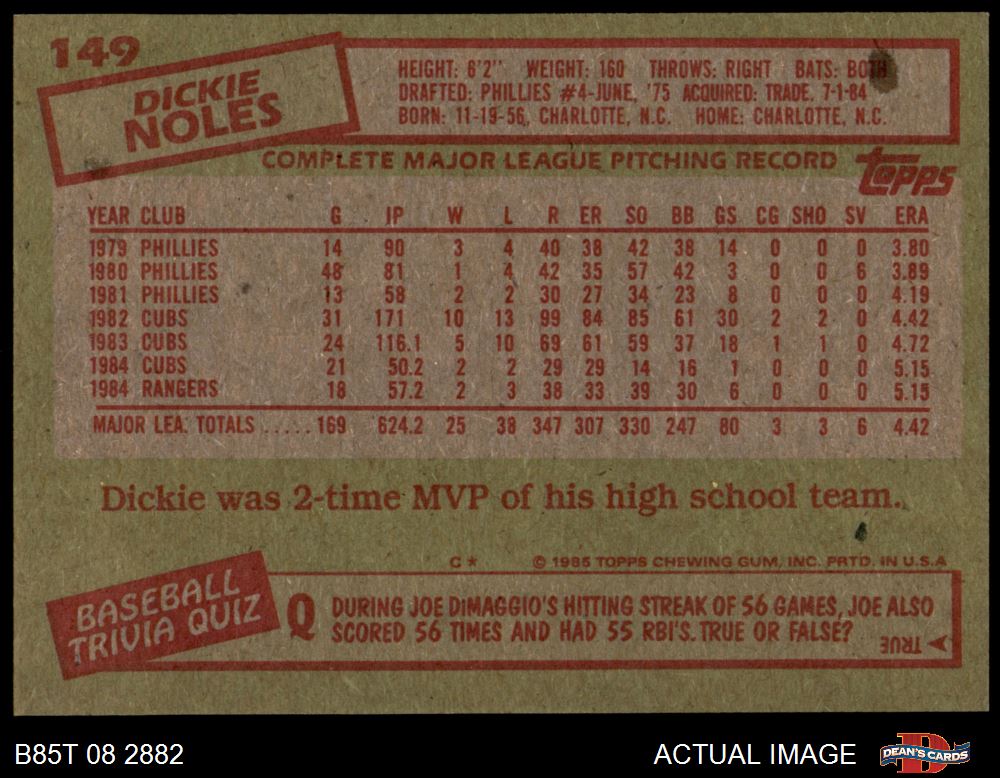 149
DICKIE
NOLES
HEIGHT: 6'2" WEIGHT: 160 THROWS: RIGHT BATS: BOTH
DRAFTED: PHILLIES #4-JUNE, '75 ACQUIRED: TRADE, 7-1-84
BORN: 11-19-56, CHARLOTTE, N.C. HOME: CHARLOTTE, N.C.
COMPLETE MAJOR LEAGUE PITCHING RECORD
topps
YEAR CLUB G IP W L R ER SO BB GS CG SHO SV ERA
1979 PHILLIES 14 90 3 4 40 38 42 38 14 0 0 0 3.80
1980 PHILLIES 48 81 1 4 42 35 57 42 3 0 0 6 3.89
1981 PHILLIES 13 58 2 2 30 27 34 23 8 0 0 0 4.19
1982 CUBS 31 171 10 13 99 84 85 61 30 2 2 0 4.42
1983 CUBS 24 116.1 5 10 69 61 59 37 18 1 1 0 4.72
1984 CUBS 21 50.2 2 2 29 29 14 16 1 0 0 0 5.15
1984 RANGERS 18 57.2 2 3 38 33 39 30 6 0 0 0 5.15
MAJOR LEA. TOTALS ..... 169 624.2 25 38 347 307 330 247 80 3 3 6 4.42
Dickie was 2-time MVP of his high school team.
C * © 1985 TOPPS CHEWING GUM, INC. PRTD. IN U.S.A
BASEBALL
TRIVIA QUIZ
Q DURING JOE DiMAGGIO'S HITTING STREAK OF 56 GAMES, JOE ALSO
SCORED 56 TIMES AND HAD 55 RBI'S. TRUE OR FALSE?
TRUE
B85T 08 2882
ACTUAL IMAGE
D
DEAN'S CARDS